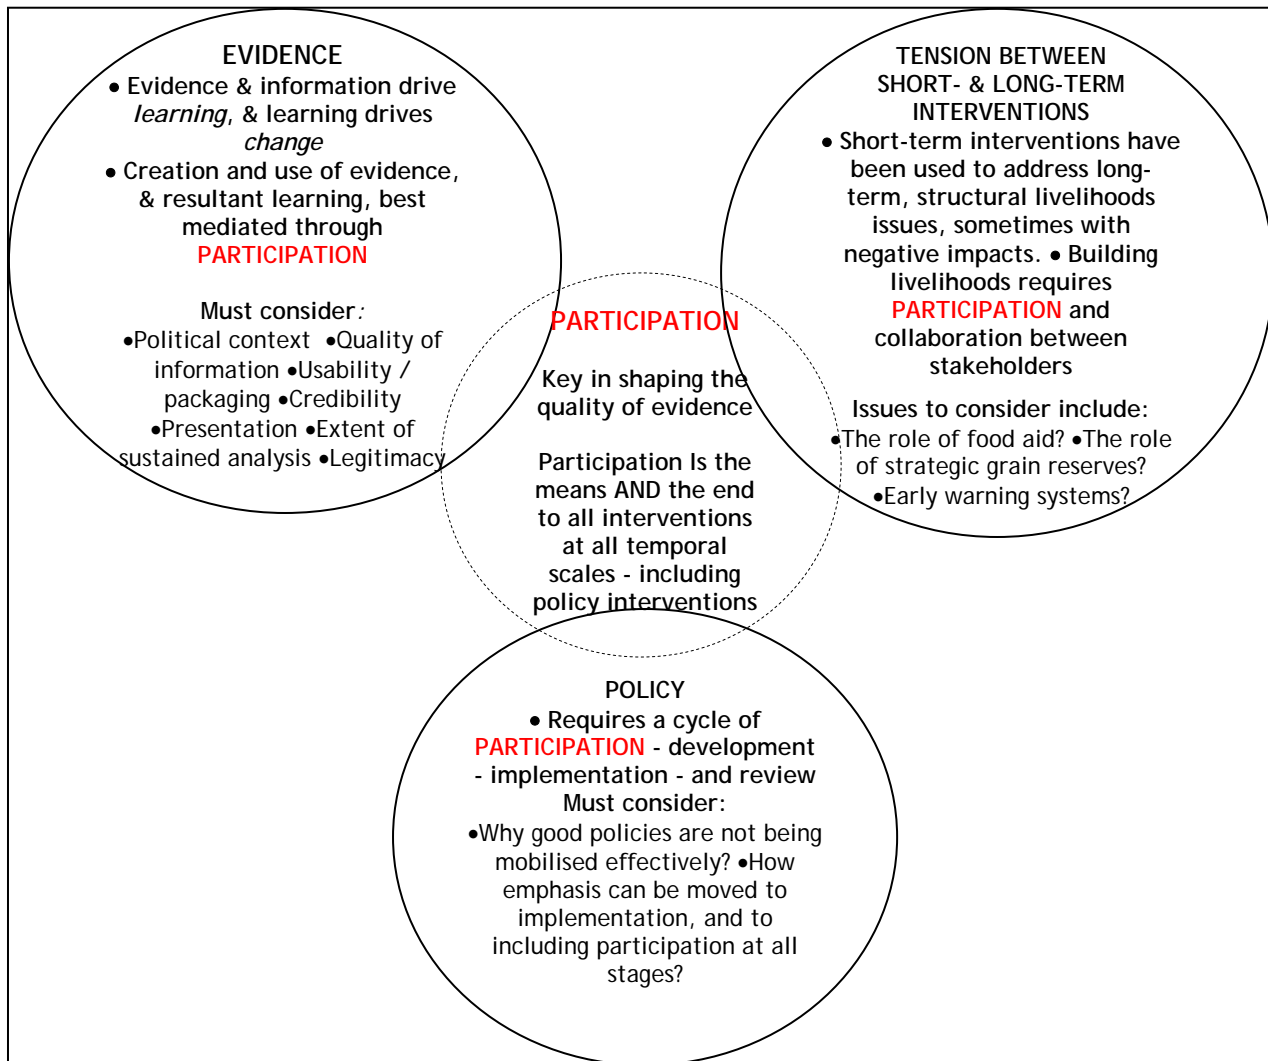 EVIDENCE
• Evidence & information drive
learning, & learning drives
change
• Creation and use of evidence,
& resultant learning, best
mediated through
PARTICIPATION
Must consider:
•Political context •Quality of
information •Usability /
packaging •Credibility
•Presentation •Extent of
sustained analysis •Legitimacy
TENSION BETWEEN
SHORT- & LONG-TERM
INTERVENTIONS
• Short-term interventions have
been used to address long-
term, structural livelihoods
issues, sometimes with
negative impacts. • Building
livelihoods requires
PARTICIPATION and
collaboration between
stakeholders
Issues to consider include:
•The role of food aid? •The role
of strategic grain reserves?
•Early warning systems?
PARTICIPATION
Key in shaping the
quality of evidence
Participation Is the
means AND the end
to all interventions
at all temporal
scales - including
policy interventions
POLICY
• Requires a cycle of
PARTICIPATION - development
- implementation - and review
Must consider:
•Why good policies are not being
mobilised effectively? •How
emphasis can be moved to
implementation, and to
including participation at all
stages?